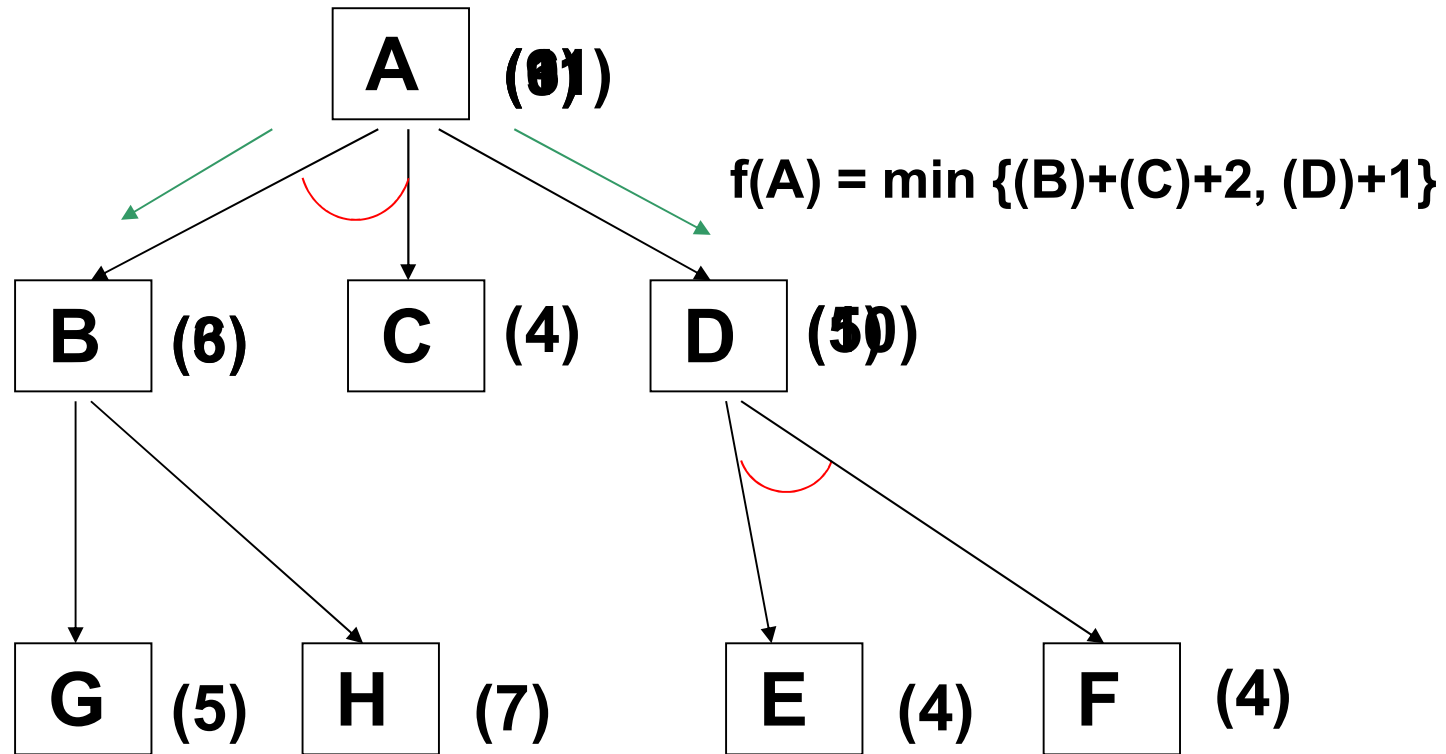 A
f(A) = min {(B)+(C)+2, (D)+1}
B
C (4)
D
G (5) H (7) E (4) F (4)